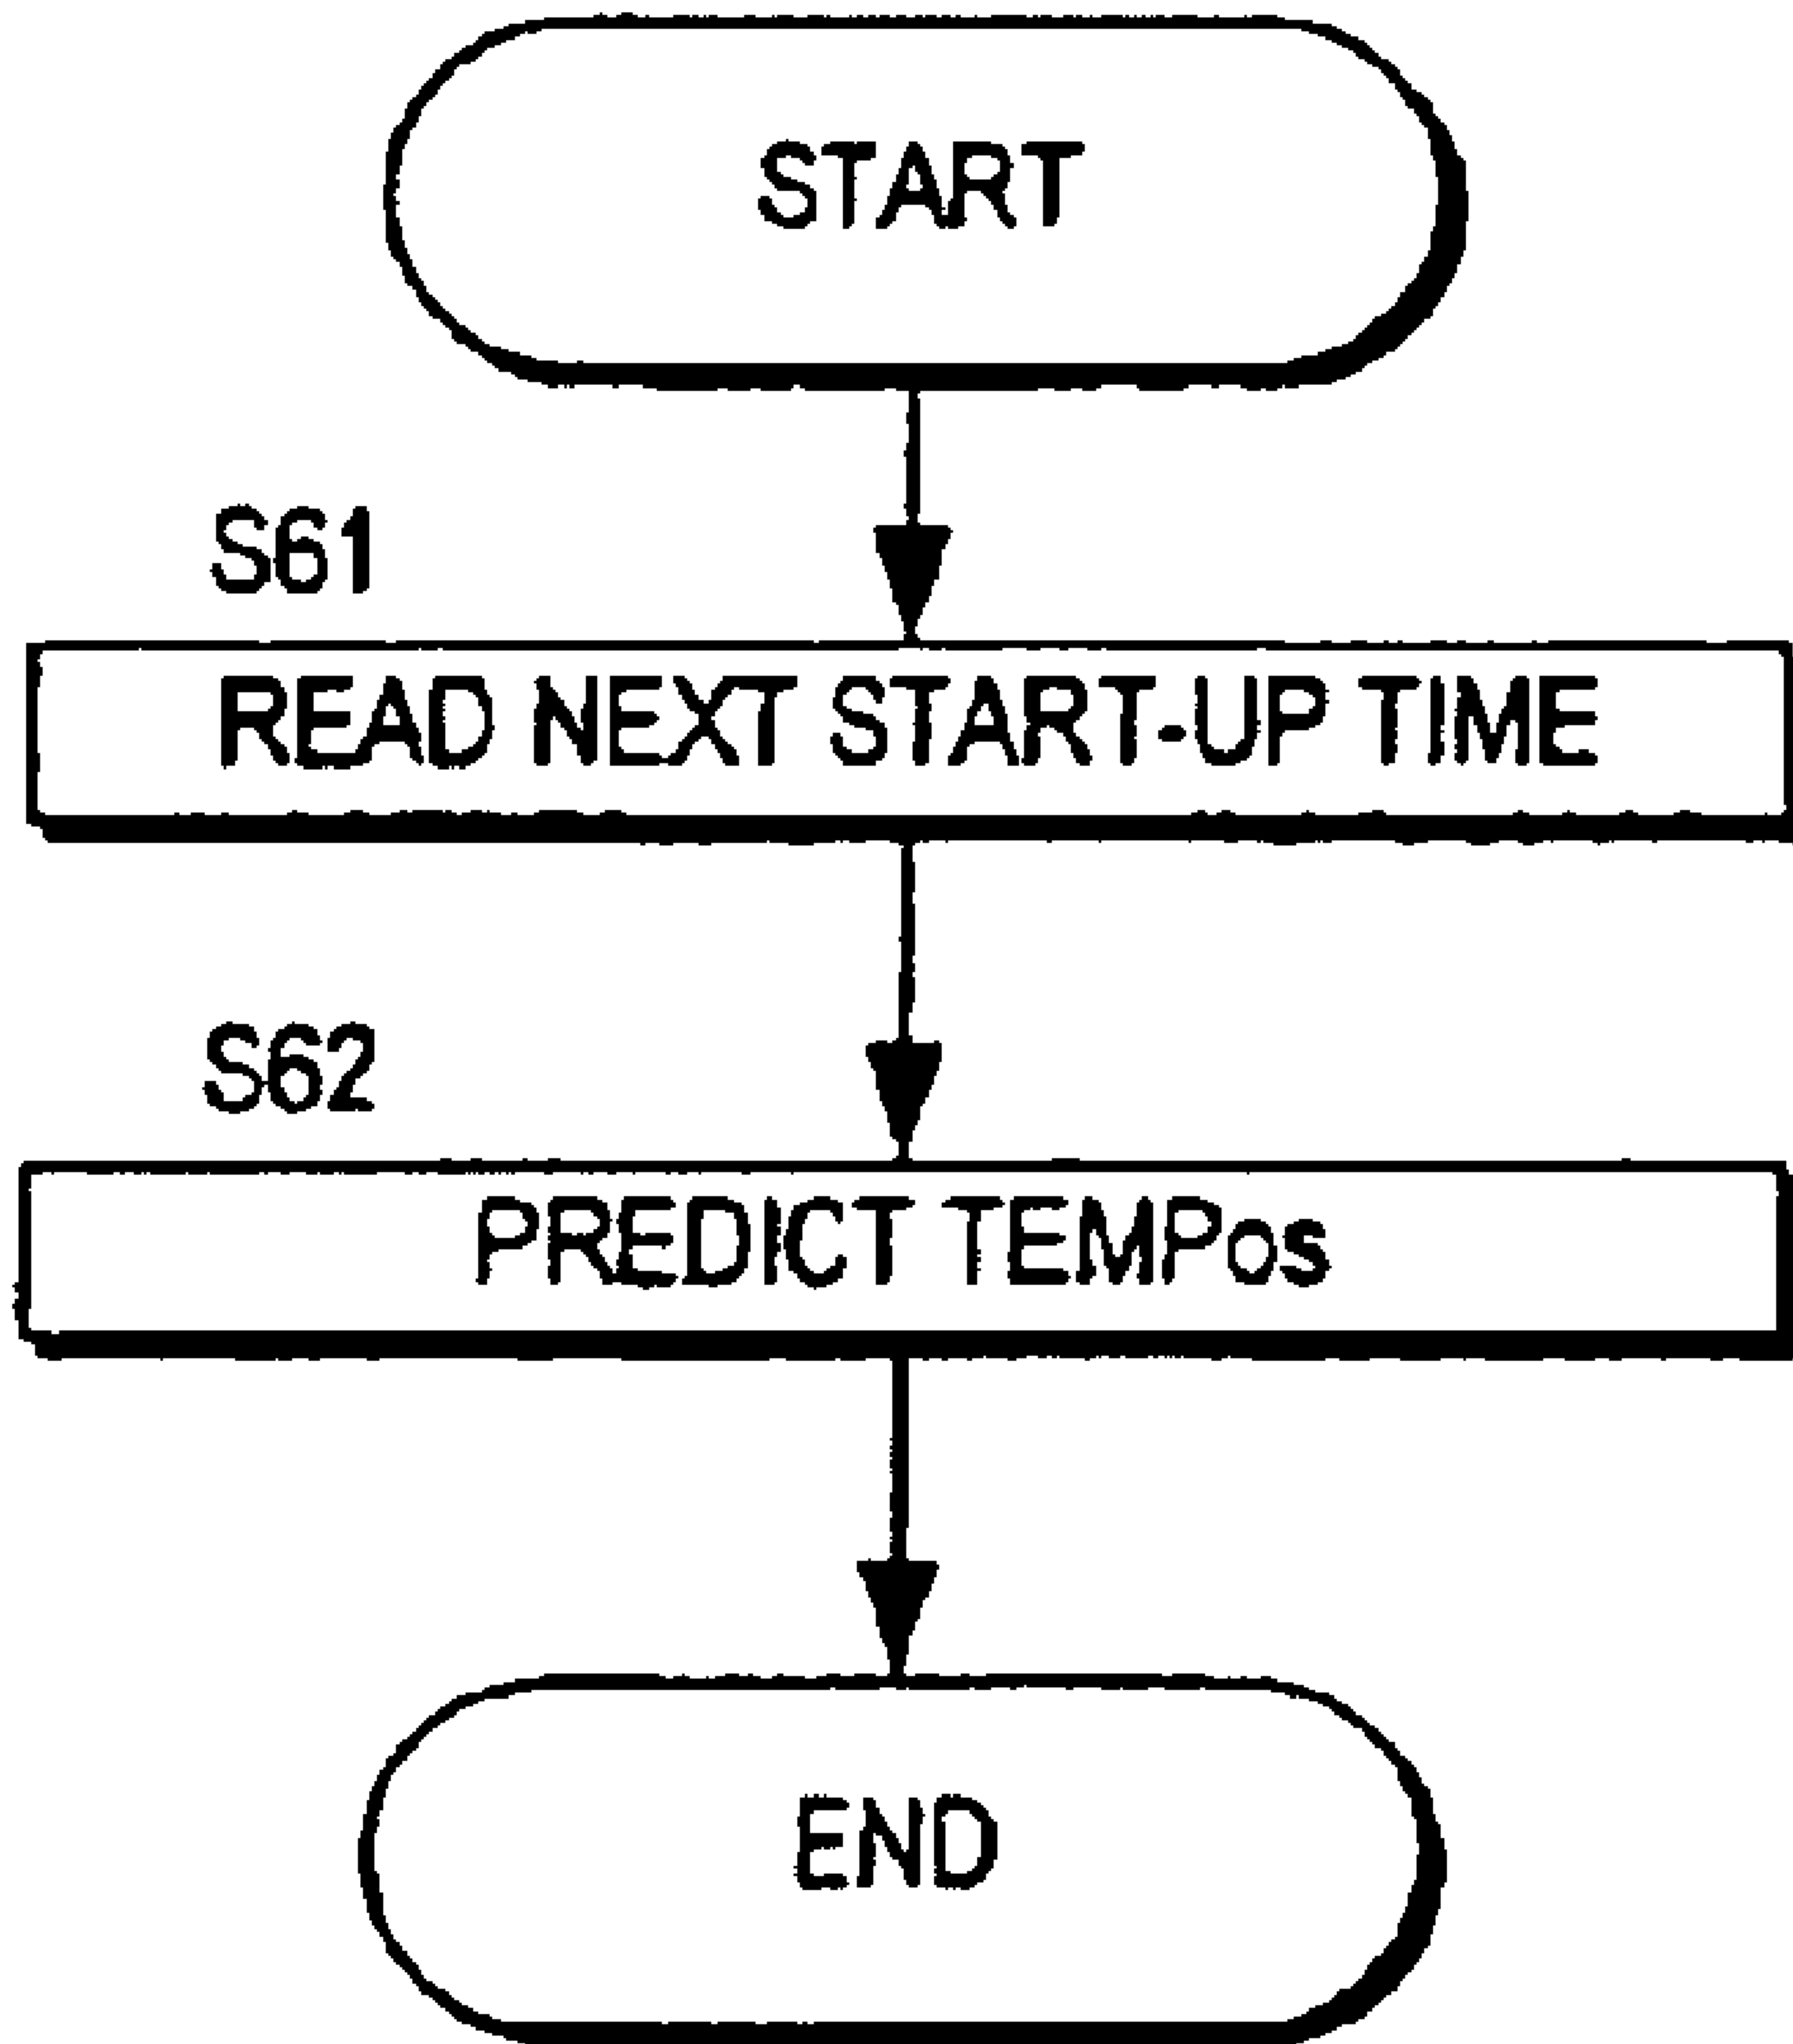 START
S61
READ NEXT START-UP TIME
S62
PREDICT TEMPos
END